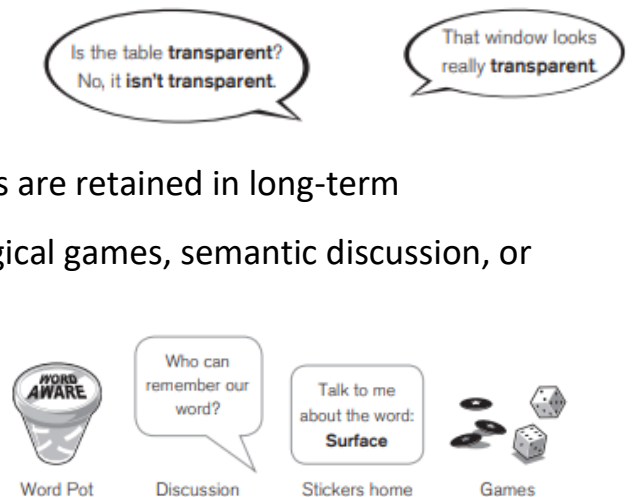 Is the table transparent?
No, it isn't transparent.
That window looks
really transparent.
s are retained in long-term
gical games, semantic discussion, or
WORD
AWARE
Who can
remember our
word?
Talk to me
about the word:
Surface
Word Pot
Discussion
Stickers home
Games